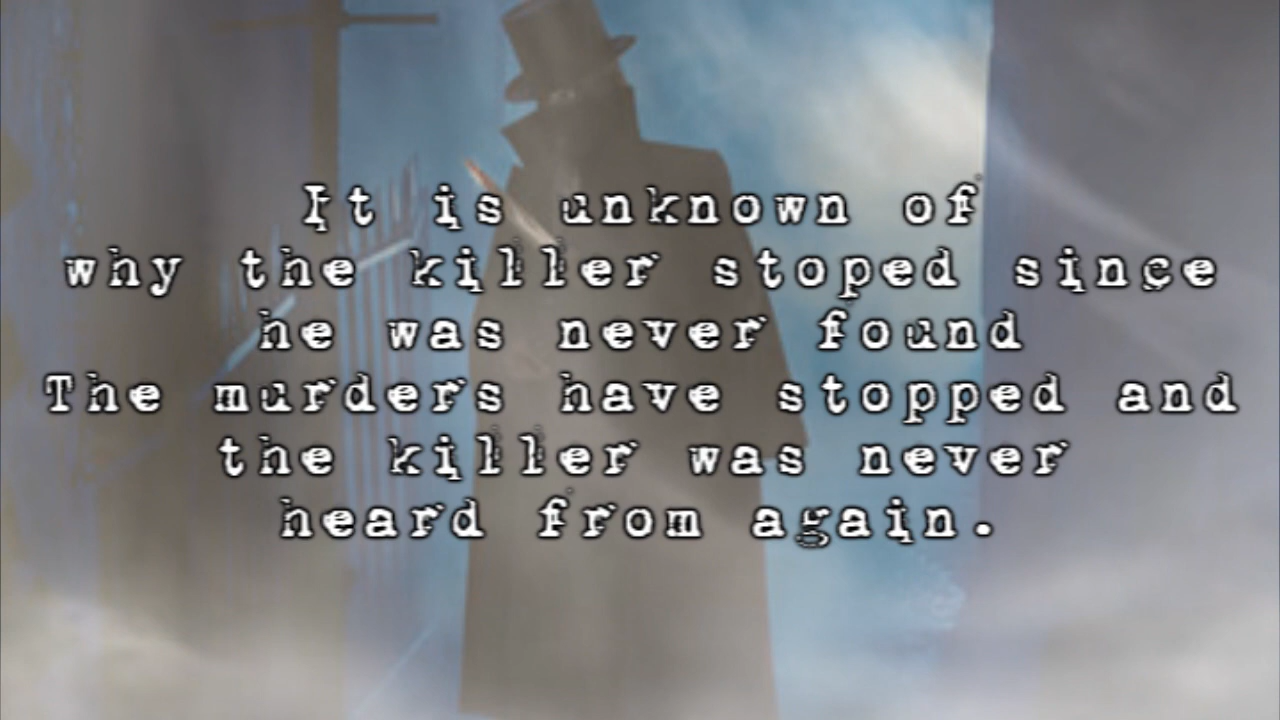 It is unknown of
why the killer stoped since
he was never found
The murders have stopped and
the killer was never
heard from again.